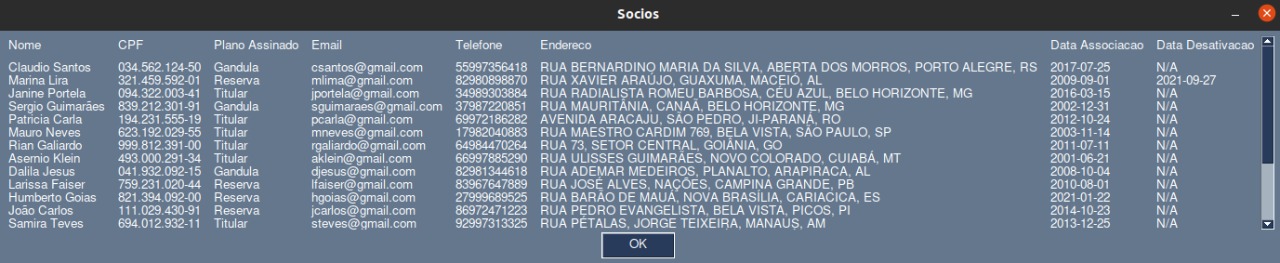 Socios
Nome CPF Plano Assinado Email Telefone Endereco Data Associacao Data Desativacao
Claudio Santos 034.562.124-50 Gandula csantos@gmail.com 55997356418 RUA BERNARDINO MARIA DA SILVA, ABERTA DOS MORROS, PORTO ALEGRE, RS 2017-07-25 N/A
Marina Lira 321.459.592-01 Reserva mlima@gmail.com 82980898870 RUA XAVIER ARAÚJO, GUAXUMA, MACEIÓ, AL 2009-09-01 2021-09-27
Janine Portela 094.322.003-41 Titular jportela@gmail.com 34989303884 RUA RADIALISTA ROMEU BARBOSA, CÉU AZUL, BELO HORIZONTE, MG 2016-03-15 N/A
Sergio Guimarães 839.212.301-91 Gandula sguimaraes@gmail.com 37987220851 RUA MAURITÂNIA, CANAÃ, BELO HORIZONTE, MG 2002-12-31 N/A
Patricia Carla 194.231.555-19 Titular pcarla@gmail.com 69972186282 AVENIDA ARACAJU, SÃO PEDRO, JI-PARANÁ, RO 2012-10-24 N/A
Mauro Neves 623.192.029-55 Titular mneves@gmail.com 17982040883 RUA MAESTRO CARDIM 769, BELA VISTA, SÃO PAULO, SP 2003-11-14 N/A
Rian Galiardo 999.812.391-00 Titular rgaliardo@gmail.com 64984470264 RUA 73, SETOR CENTRAL, GOIÂNIA, GO 2011-07-11 N/A
Asernio Klein 493.000.291-34 Titular aklein@gmail.com 66997885290 RUA ULISSES GUIMARÃES, NOVO COLORADO, CUIABÁ, MT 2001-06-21 N/A
Dalila Jesus 041.932.092-15 Gandula djesus@gmail.com 82981344618 RUA ADEMAR MEDEIROS, PLANALTO, ARAPIRACA, AL 2008-10-04 N/A
Larissa Faiser 759.231.020-44 Reserva lfaiser@gmail.com 83967647889 RUA JOSÉ ALVES, NAÇÕES, CAMPINA GRANDE, PB 2010-08-01 N/A
Humberto Goias 821.394.092-00 Reserva hgoias@gmail.com 27999689525 RUA BARÃO DE MAUÁ, NOVA BRASÍLIA, CARIACICA, ES 2021-01-22 N/A
João Carlos 111.029.430-91 Reserva jcarlos@gmail.com 86972471223 RUA PEDRO EVANGELISTA, BELA VISTA, PICOS, PI 2014-10-23 N/A
Samira Teves 694.012.932-11 Titular steves@gmail.com 92997313325 RUA PÉTALAS, JORGE TEIXEIRA, MANAUS, AM 2013-12-25 N/A
OK